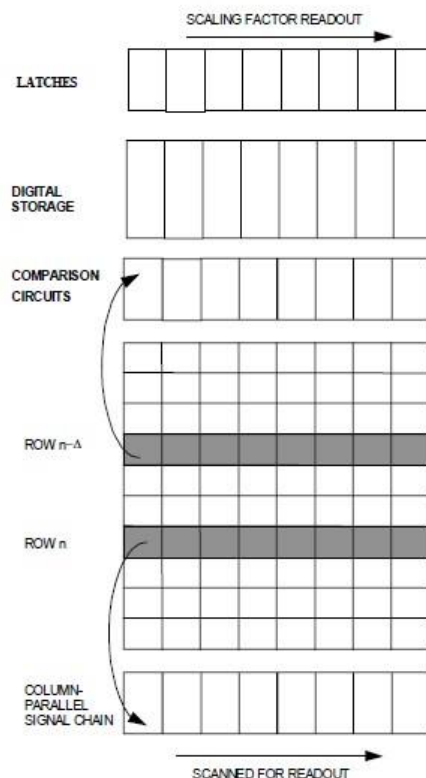 SCALING FACTOR READOUT
LATCHES
DIGITAL
STORAGE
COMPARISON
CIRCUITS
ROW n-Δ
ROW n
COLUMN-
PARALLEL
SIGNAL CHAIN
SCANNED FOR READOUT